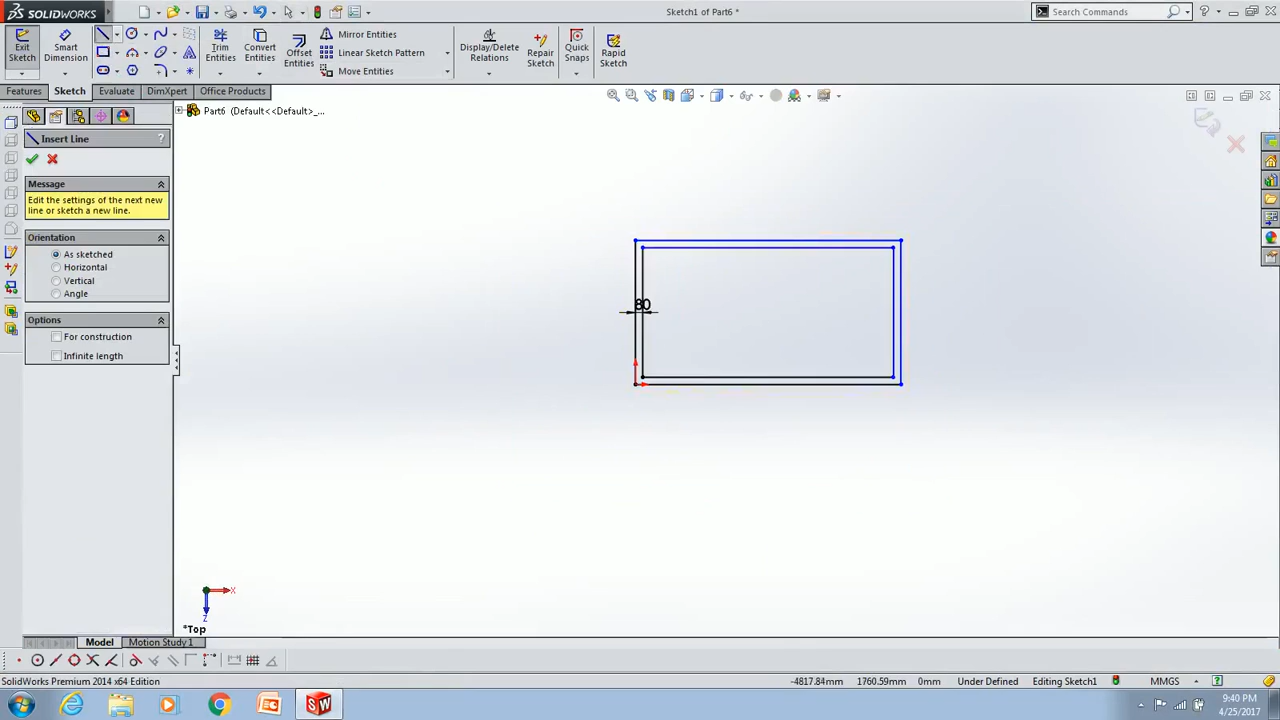 SOLIDWORKS
Sketch1 of Part6 *
Search Commands
Exit Sketch
Smart Dimension
Trim Entities
Convert Entities
Offset Entities
Mirror Entities
Linear Sketch Pattern
Move Entities
Display/Delete Relations
Repair Sketch
Quick Snaps
Rapid Sketch
Features Sketch Evaluate DimXpert Office Products
Part6 (Default<<Default>_...
Insert Line ?
Message
Edit the settings of the next new
line or sketch a new line.
Orientation
As sketched
Horizontal
Vertical
Angle
Options
For construction
Infinite length
80
X
Z
*Top
Model Motion Study 1
SolidWorks Premium 2014 x64 Edition -4817.84mm 1760.59mm 0mm Under Defined Editing Sketch1 MMGS ?
9:40 PM
4/25/2017